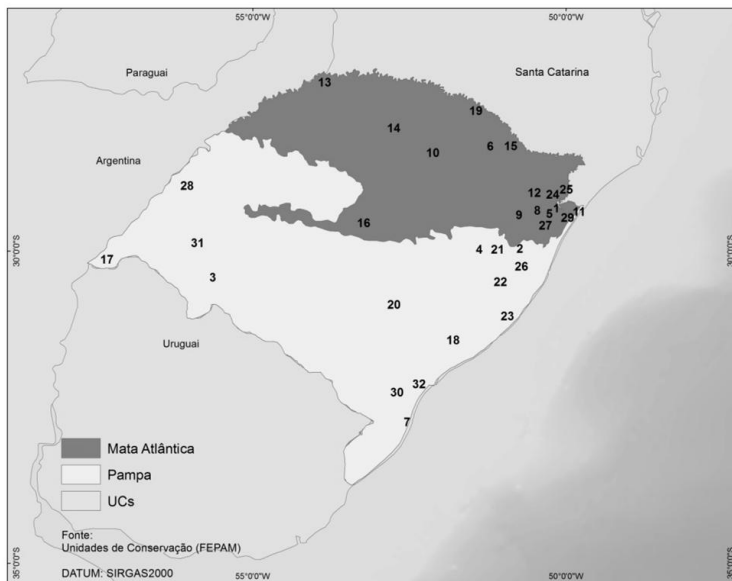 55°0'0"W
50°0'0"W
Paraguai
Santa Catarina
13
19
14
6
15
10
Argentina
28
12
24
25
8
5
1
11
9
29
27
16
31
4
21
2
30°0'0"S
30°0'0"S
17
26
3
22
20
23
Uruguai
18
32
30
7
Mata Atlântica
Pampa
UCs
Fonte:
Unidades de Conservação (FEPAM)
DATUM: SIRGAS2000
35°0'0"S
35°0'0"S
55°0'0"W
50°0'0"W